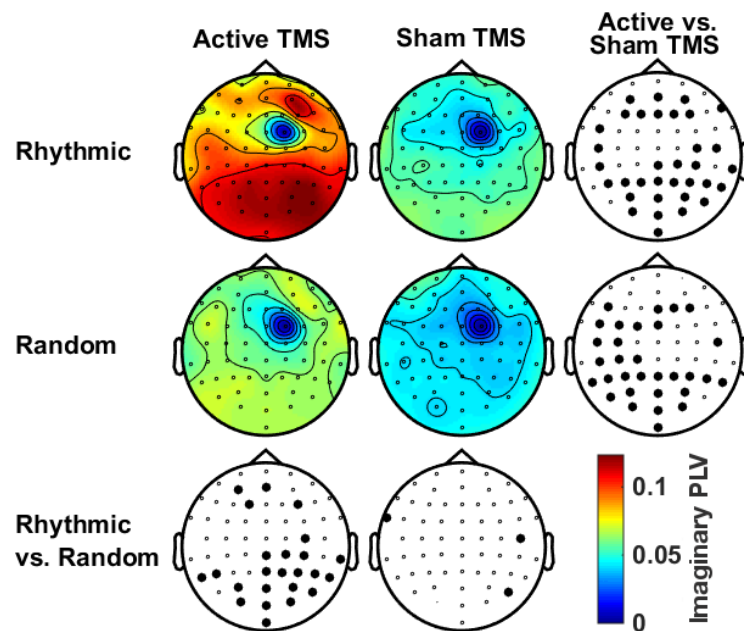 Active TMS
Sham TMS
Active vs.
Sham TMS
Rhythmic
Random
Rhythmic
vs. Random
0.1
0.05
0
Imaginary PLV